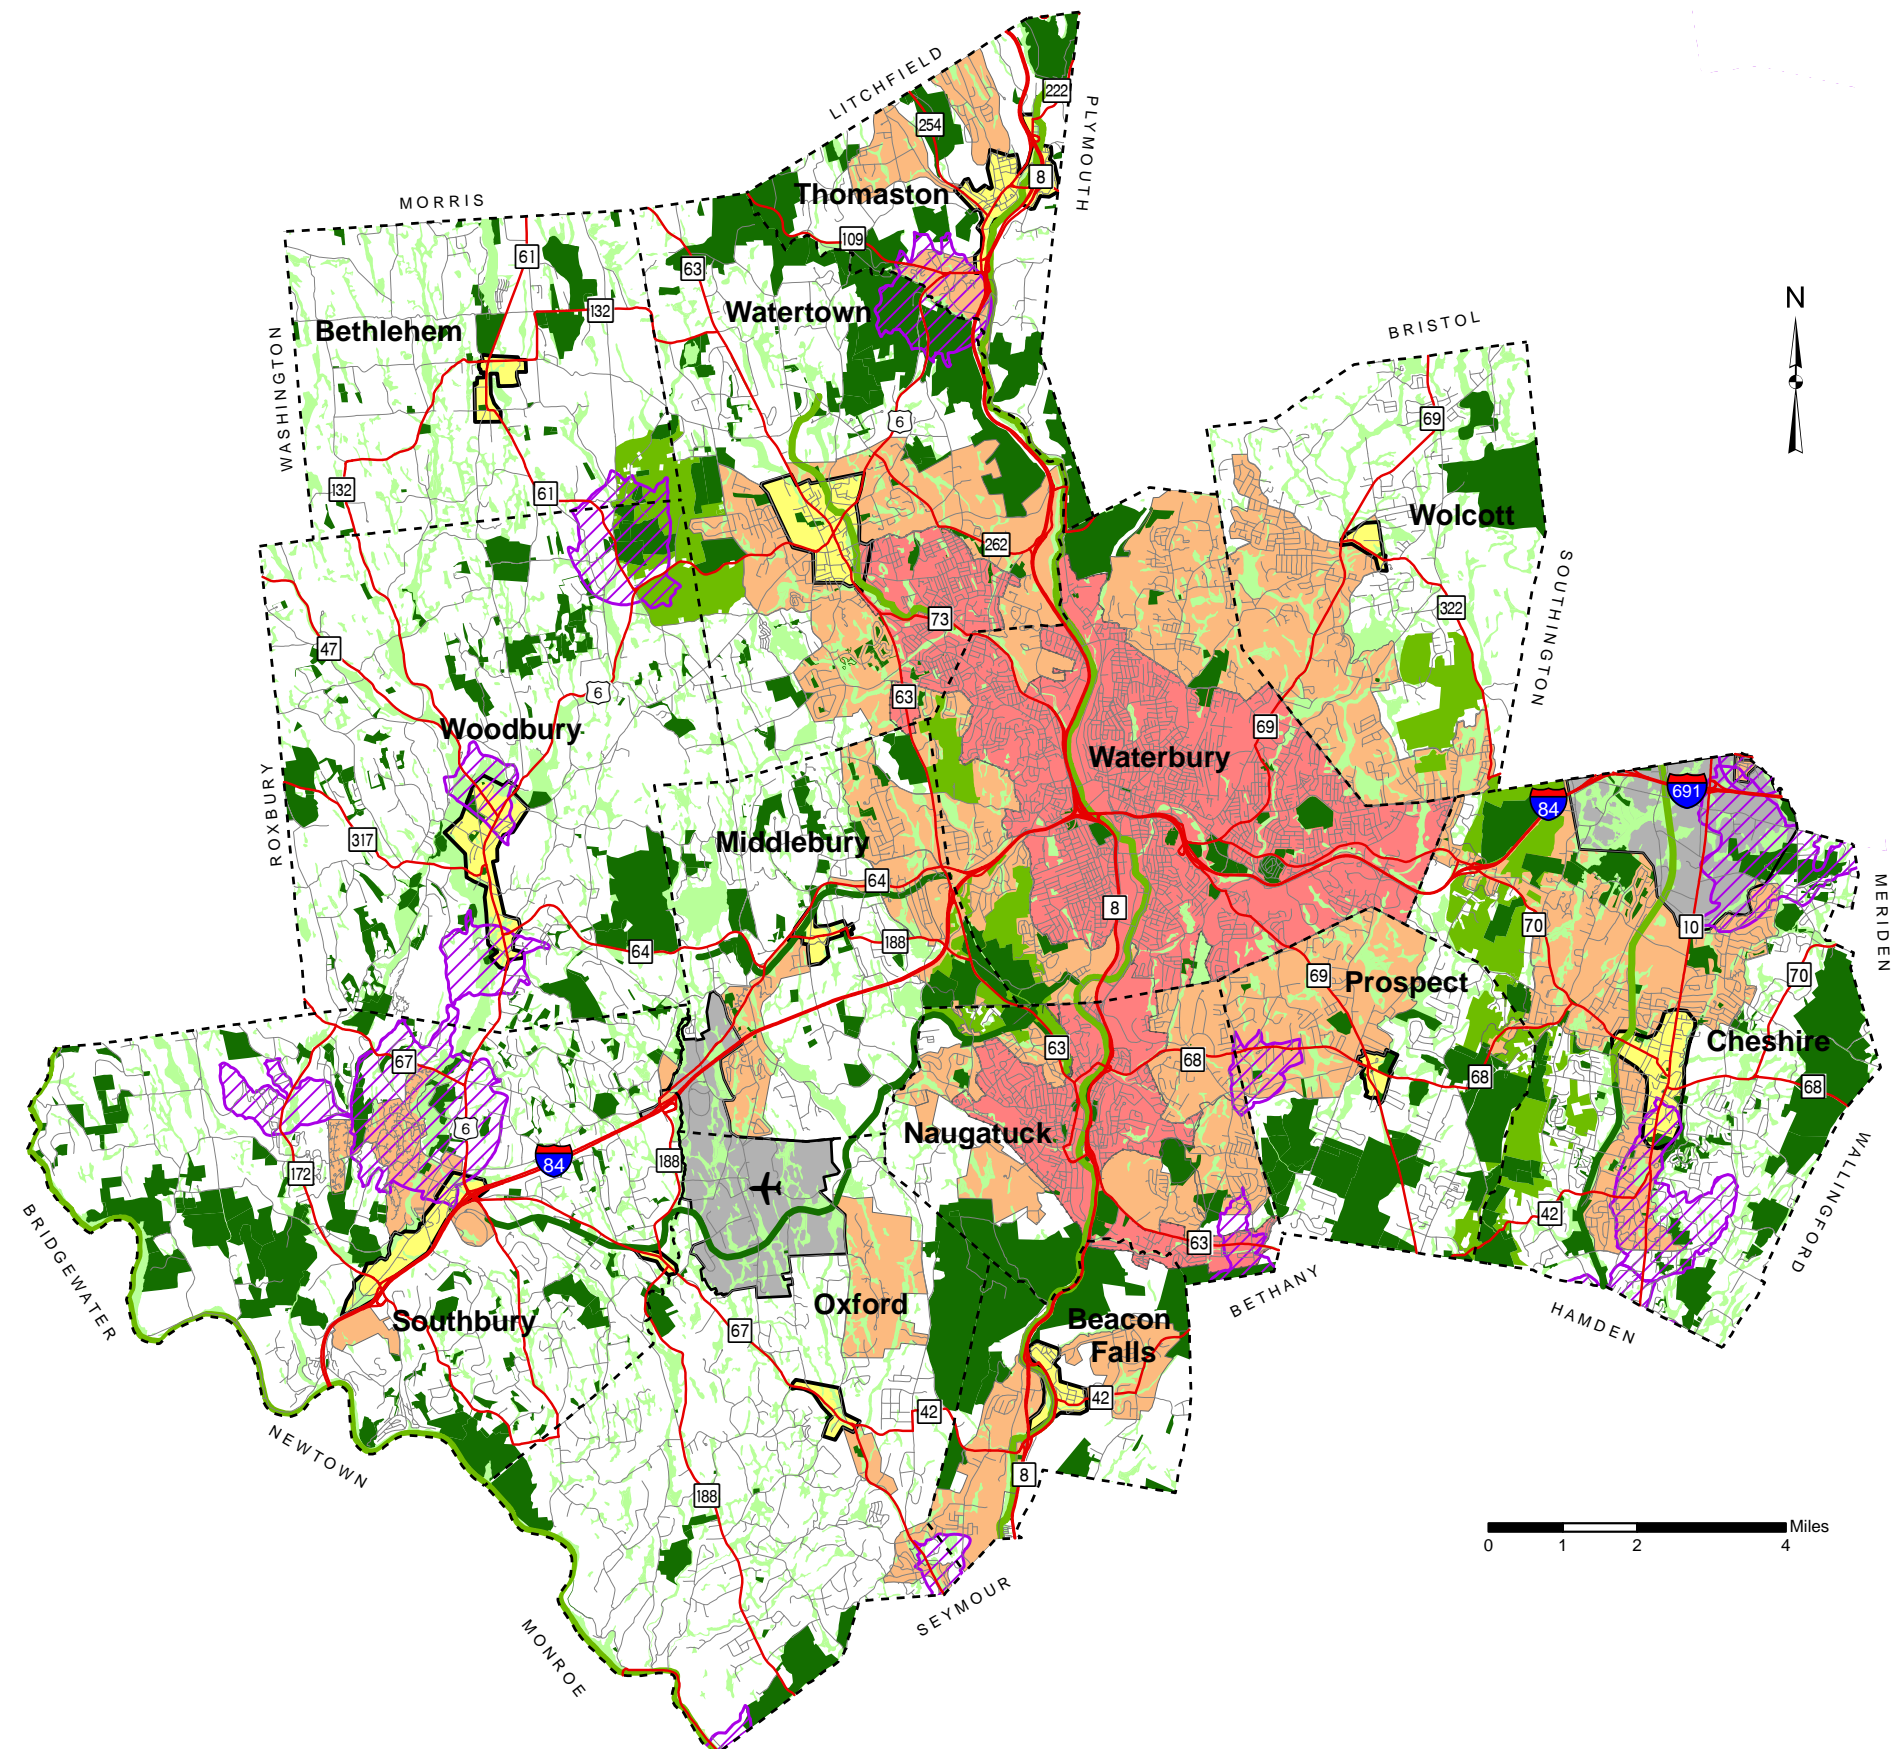 LITCHFIELD
222
PLYMOUTH
254
8
Thomaston
MORRIS
109
61
63
N
132
Watertown
Bethlehem
BRISTOL
WASHINGTON
69
6
132
61
Wolcott
262
SOUTHINGTON
322
73
47
6
63
69
Woodbury
Waterbury
ROXBURY
691
84
317
Middlebury
64
8
MERIDEN
70
10
188
64
69
Prospect
70
Cheshire
63
68
67
68
68
6
Naugatuck
WALLINGFORD
84
188
172
BRIDGEWATER
42
63
BETHANY
Oxford
HAMDEN
Southbury
Beacon
Falls
67
42
42
NEWTOWN
8
188
Miles
0 1 2 4
SEYMOUR
MONROE